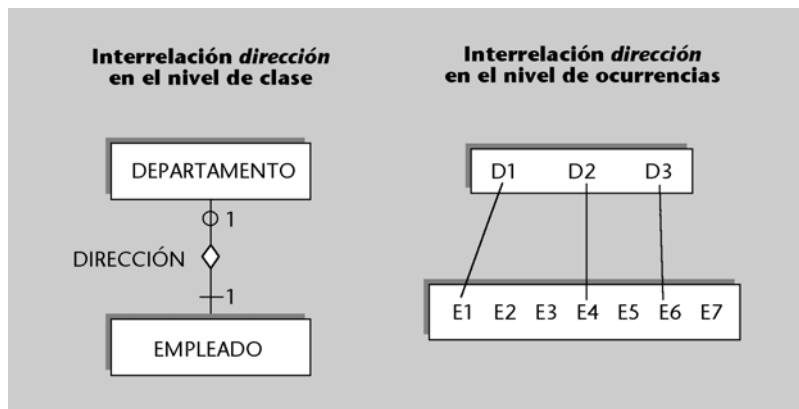 Interrelación dirección
en el nivel de clase
DEPARTAMENTO
1
DIRECCIÓN
1
EMPLEADO
Interrelación dirección
en el nivel de ocurrencias
D1 D2 D3
E1 E2 E3 E4 E5 E6 E7